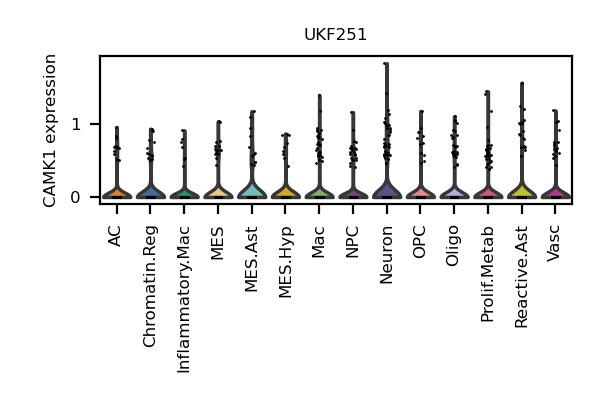 UKF251
CAMK1 expression
1
0
AC
Chromatin.Reg
Inflammatory.Mac
MES
MES.Ast
MES.Hyp
Mac
NPC
Neuron
OPC
Oligo
Prolif.Metab
Reactive.Ast
Vasc